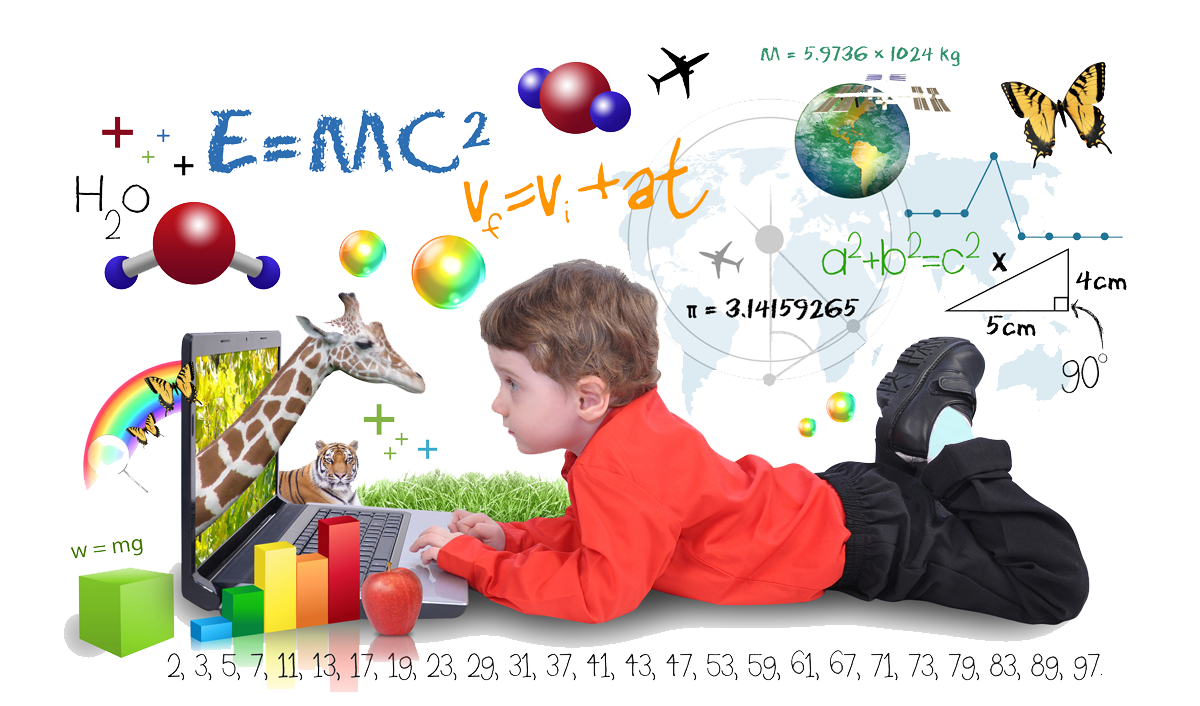 M = 5.9736 × 1024 kg
E=MC²
H₂O
v_f = v_i + at
a²+b²=c²
x
4cm
π = 3.14159265
5cm
90°
w = mg
2, 3, 5, 7, 11, 13, 17, 19, 23, 29, 31, 37, 41, 43, 47, 53, 59, 61, 67, 71, 73, 79, 83, 89, 97.